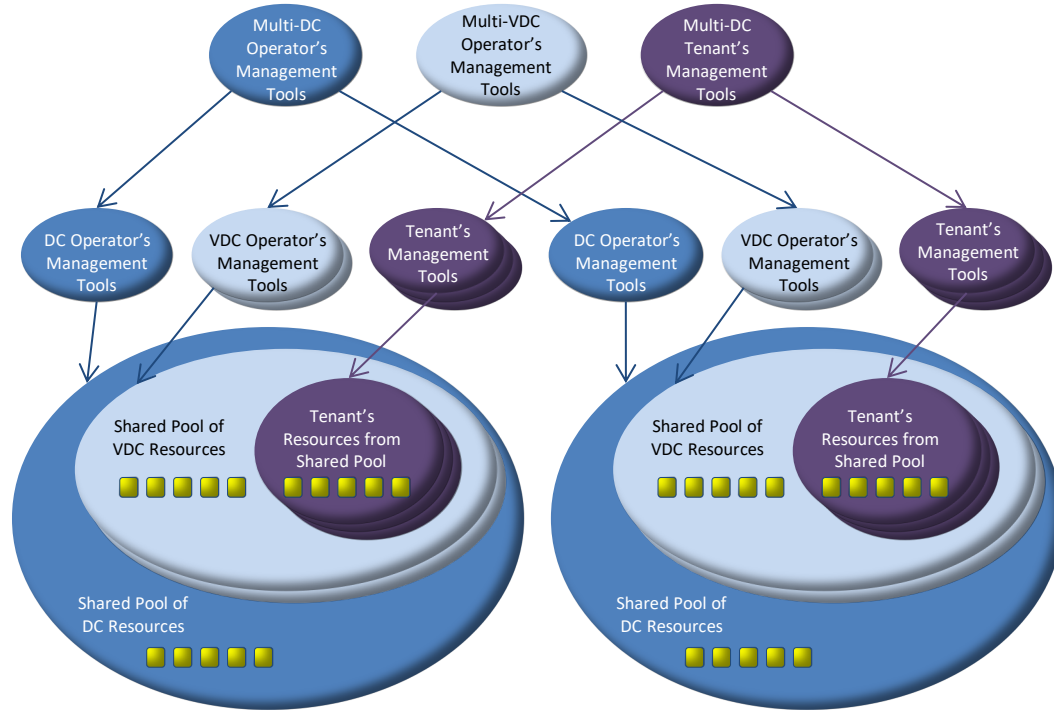 Multi-DC
Operator’s
Management
Tools
Multi-VDC
Operator’s
Management
Tools
Multi-DC
Tenant’s
Management
Tools
DC Operator’s
Management
Tools
VDC Operator’s
Management
Tools
Tenant’s
Management
Tools
DC Operator’s
Management
Tools
VDC Operator’s
Management
Tools
Tenant’s
Management
Tools
Shared Pool of
VDC Resources
Tenant’s
Resources from
Shared Pool
Shared Pool of
DC Resources
Shared Pool of
VDC Resources
Tenant’s
Resources from
Shared Pool
Shared Pool of
DC Resources